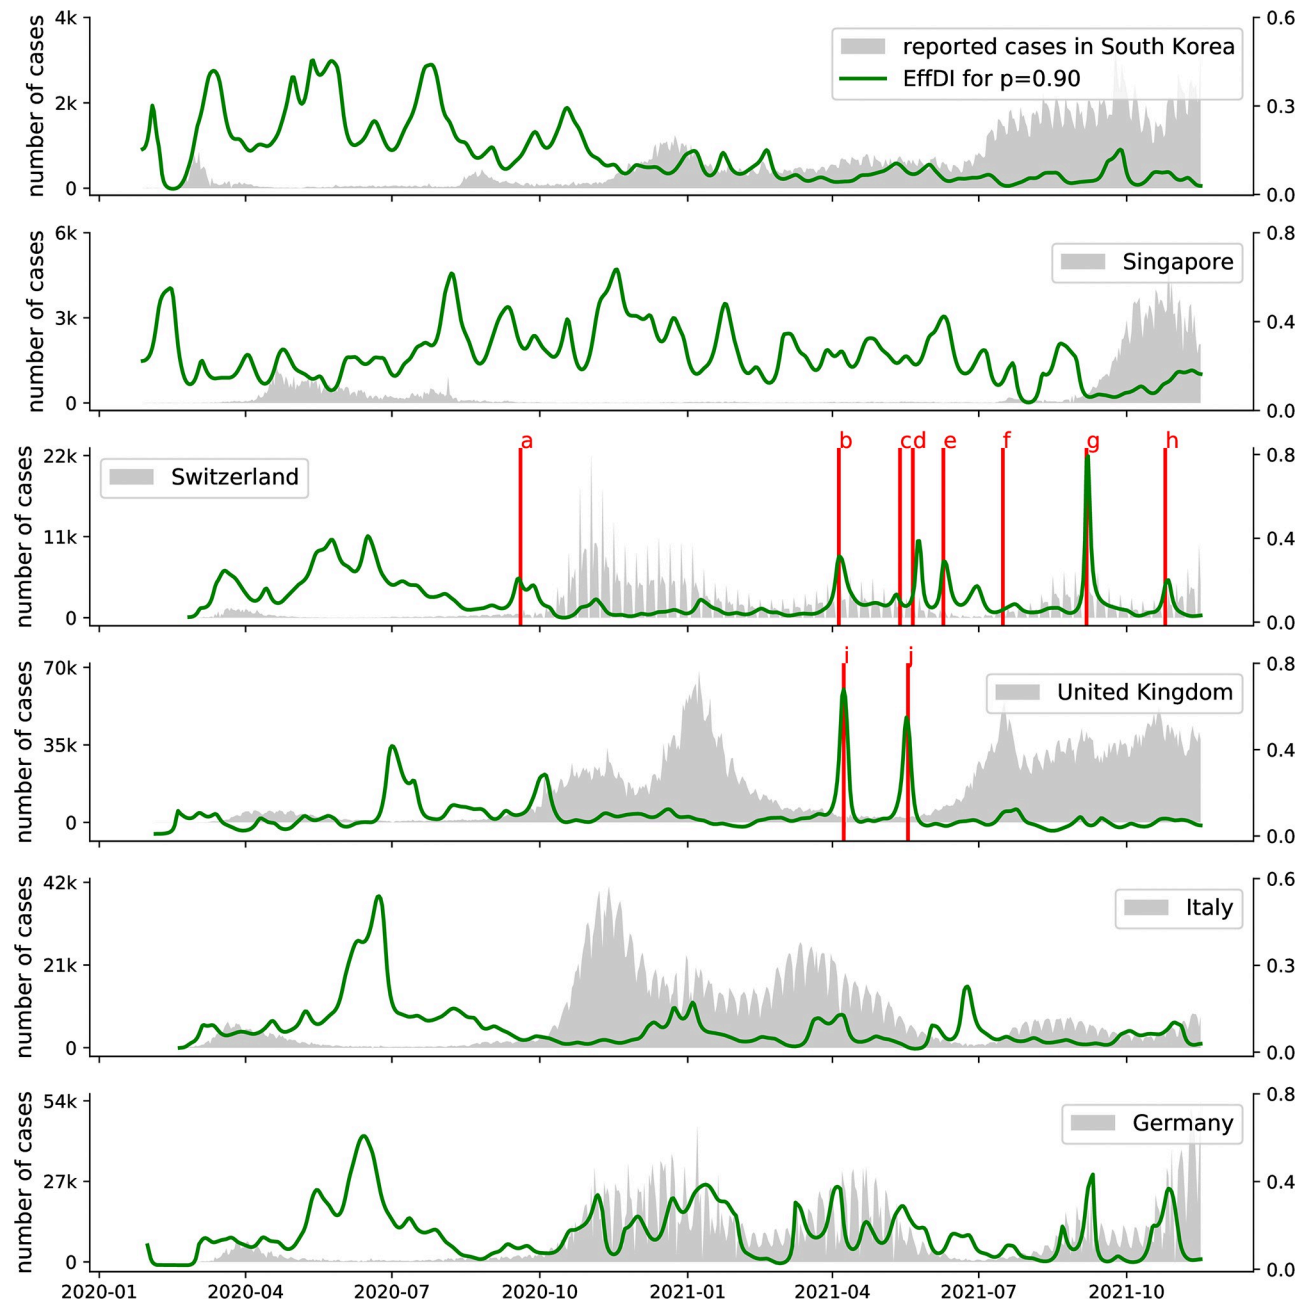 4k
2k
0
number of cases
reported cases in South Korea
EffDI for p=0.90
0.6
0.3
0.0
6k
3k
0
number of cases
Singapore
0.8
0.4
0.0
22k
11k
0
number of cases
Switzerland
a
b
c
d
e
f
g
h
0.8
0.4
0.0
70k
35k
0
number of cases
i
j
United Kingdom
0.8
0.4
0.0
42k
21k
0
number of cases
Italy
0.6
0.3
0.0
54k
27k
0
number of cases
Germany
0.8
0.4
0.0
2020-01 2020-04 2020-07 2020-10 2021-01 2021-04 2021-07 2021-10